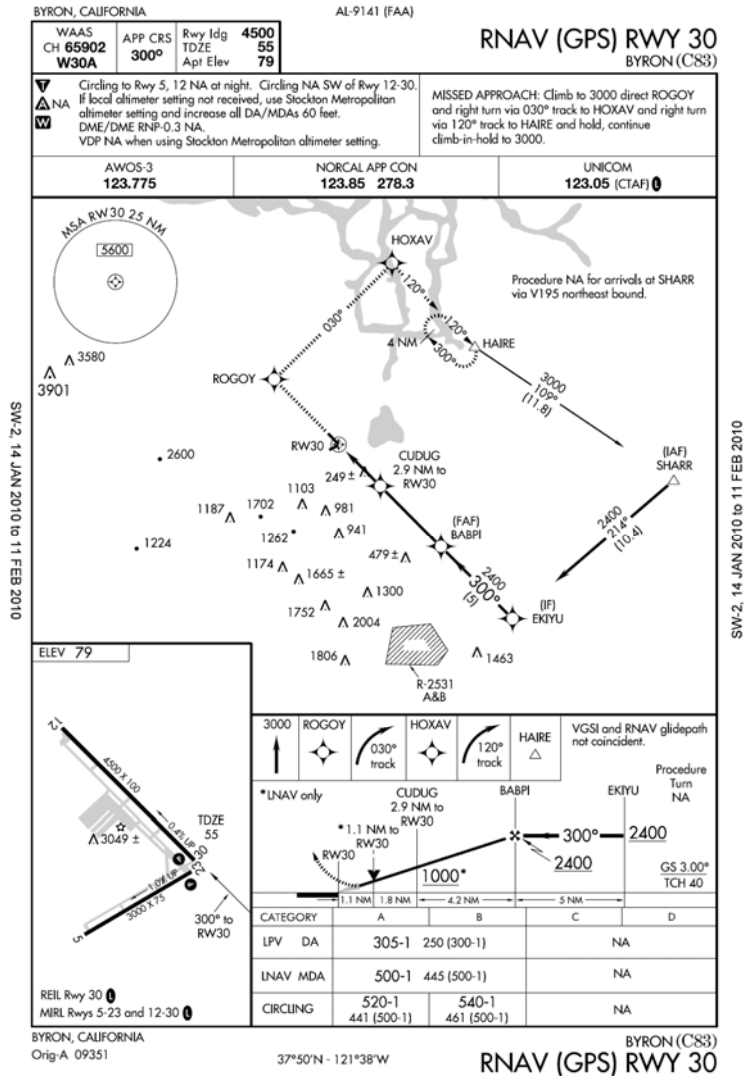 BYRON, CALIFORNIA
AL-9141 (FAA)
WAAS
CH 65902
W30A
APP CRS
300°
Rwy ldg 4500
TDZE 55
Apt Elev 79
RNAV (GPS) RWY 30
BYRON (C83)
T
A NA
W
Circling to Rwy 5, 12 NA at night. Circling NA SW of Rwy 12-30.
If local altimeter setting not received, use Stockton Metropolitan
altimeter setting and increase all DA/MDAs 60 feet.
DME/DME RNP-0.3 NA.
VDP NA when using Stockton Metropolitan altimeter setting.
MISSED APPROACH: Climb to 3000 direct ROGOY
and right turn via 030° track to HOXAV and right turn
via 120° track to HAIRE and hold, continue
climb-in-hold to 3000.
AWOS-3
123.775
NORCAL APP CON
123.85 278.3
UNICOM
123.05 (CTAF) L
MSA RW30 25 NM
5600
HOXAV
Procedure NA for arrivals at SHARR
via V195 northeast bound.
120°
030°
120°
300°
4 NM
HAIRE
3580
3901
ROGOY
3000
109°
(11.8)
RW30
CUDUG
2.9 NM to
RW30
(IAF)
SHARR
2600
249 ±
1103
981
1187
1702
941
1262
1224
(FAF)
BABPI
2400
214°
(10.4)
1174
479 ±
1665 ±
1300
2400
300°
(5)
(IF)
EKIYU
1752
2004
1806
1463
R-2531
A&B
SW-2, 14 JAN 2010 to 11 FEB 2010
SW-2, 14 JAN 2010 to 11 FEB 2010
ELEV 79
12
4500 X 100
0.4% UP
TDZE
55
3049 ±
30
23
1.0% UP
3000 X 75
5
300° to
RW30
REIL Rwy 30 L
MIRL Rwys 5-23 and 12-30 L
3000
ROGOY
030°
track
HOXAV
120°
track
HAIRE
VGSI and RNAV glidepath
not coincident.
Procedure
Turn
NA
*LNAV only
CUDUG
2.9 NM to
RW30
BABPI
EKIYU
*1.1 NM to
RW30
RW30
300°
2400
2400
1000*
GS 3.00°
TCH 40
1.1 NM
1.8 NM
4.2 NM
5 NM
CATEGORY A B C D
LPV DA 305-1 250 (300-1) NA
LNAV MDA 500-1 445 (500-1) NA
CIRCLING 520-1 540-1 NA
441 (500-1) 461 (500-1)
BYRON, CALIFORNIA
Orig-A 09351
37°50'N - 121°38'W
BYRON (C83)
RNAV (GPS) RWY 30